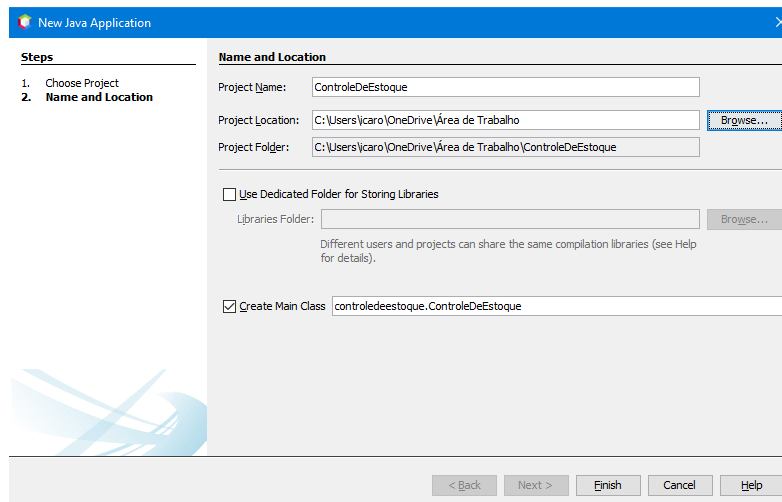 New Java Application
Steps
1. Choose Project
2. Name and Location
Name and Location
Project Name: ControleDeEstoque
Project Location: C:\Users\icaro\OneDrive\Área de Trabalho Browse...
Project Folder: C:\Users\icaro\OneDrive\Área de Trabalho\ControleDeEstoque
Use Dedicated Folder for Storing Libraries
Libraries Folder: Browse...
Different users and projects can share the same compilation libraries (see Help
for details).
Create Main Class controledeestoque.ControleDeEstoque
< Back Next > Finish Cancel Help